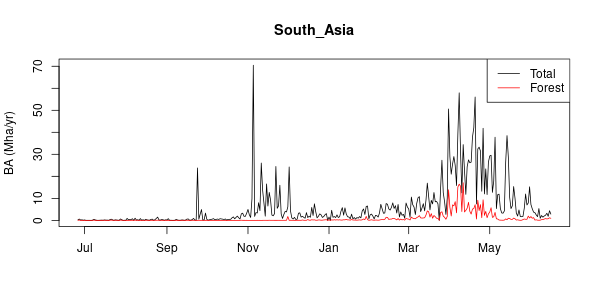 South_Asia
BA (Mha/yr)
70
50
30
10
0
Total
Forest
Jul
Sep
Nov
Jan
Mar
May